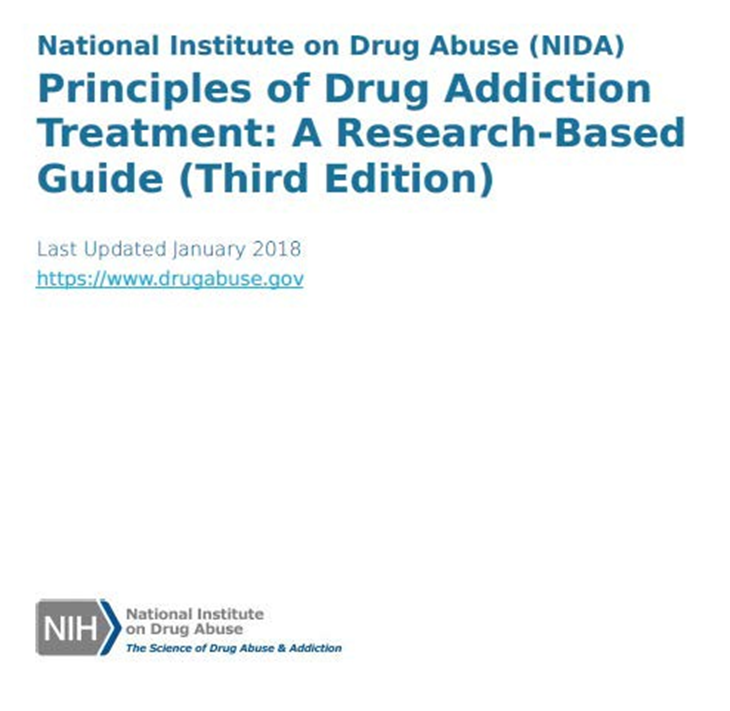 National Institute on Drug Abuse (NIDA)
Principles of Drug Addiction
Treatment: A Research-Based
Guide (Third Edition)
Last Updated January 2018
https://www.drugabuse.gov
NIH
National Institute
on Drug Abuse
The Science of Drug Abuse & Addiction